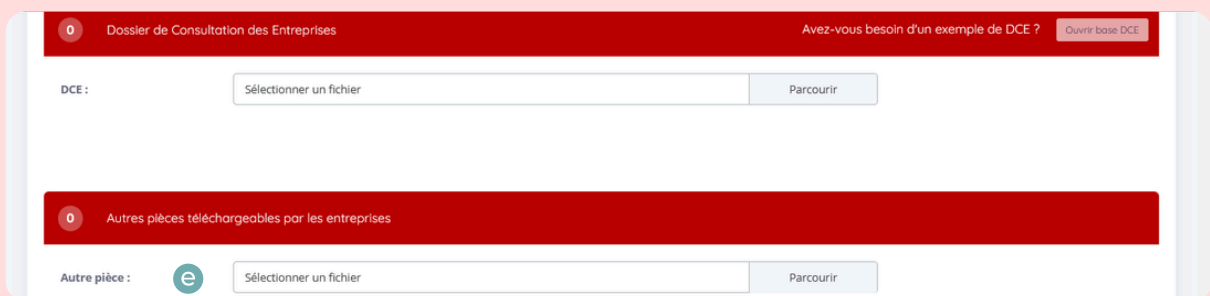 0 Dossier de Consultation des Entreprises Avez-vous besoin d'un exemple de DCE ? Ouvrir base DCE
DCE : Sélectionner un fichier Parcourir
0 Autres pièces téléchargeables par les entreprises
Autre pièce : e Sélectionner un fichier Parcourir